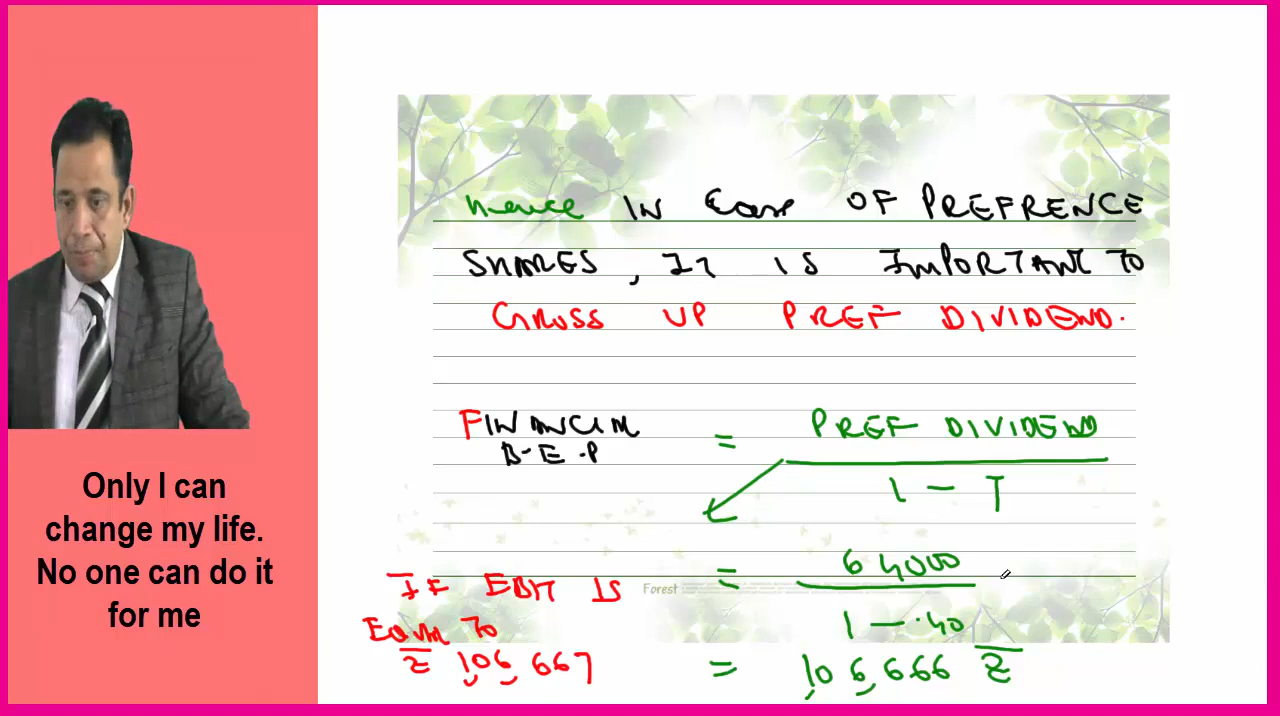 Hence IN Case OF PREFRENCE
SHARES, IT IS IMPORTANT TO
GROSS UP PREF DIVIDEND.
FINANCIAL
B-E.P
=
PREF DIVIDEND
1 - T
= 64000
1 - .40
= 106,666 ₹
IF EBIT IS
Equal TO
₹ 106,667
Forest
Only I can
change my life.
No one can do it
for me